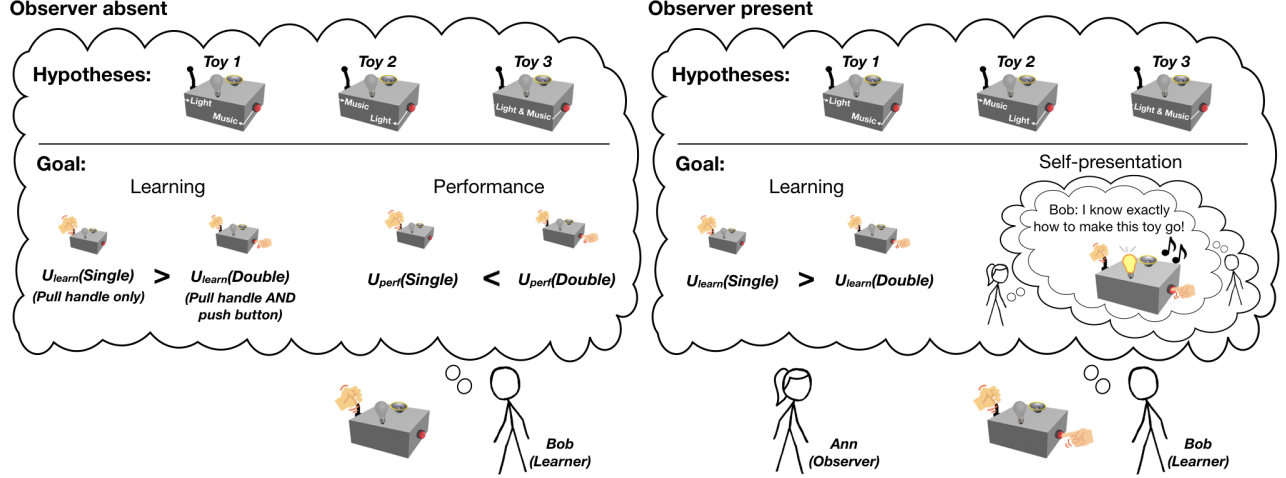 Observer absent
Hypotheses:
Toy 1
Toy 2
Toy 3
Light
Music
Music
Light
Light & Music
Goal:
Learning
Performance
Ulearn(Single)
(Pull handle only)
>
Ulearn(Double)
(Pull handle AND
push button)
Uperf(Single)
<
Uperf(Double)
Bob
(Learner)
Observer present
Hypotheses:
Toy 1
Toy 2
Toy 3
Light
Music
Music
Light
Light & Music
Goal:
Learning
Self-presentation
Ulearn(Single)
>
Ulearn(Double)
Bob: I know exactly
how to make this toy go!
Ann
(Observer)
Bob
(Learner)